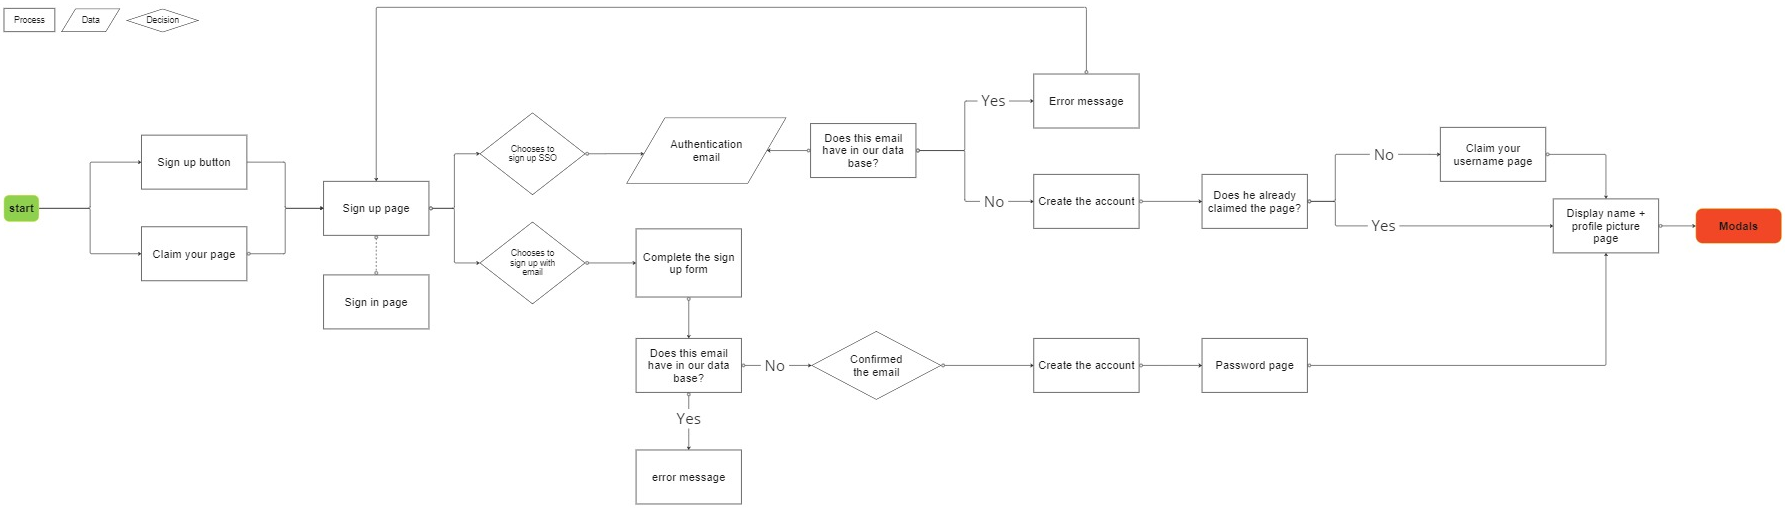 Process
Data
Decision
start
Sign up button
Claim your page
Sign up page
Sign in page
Chooses to
sign up SSO
Chooses to
sign up with
email
Authentication
email
Does this email
have in our data
base?
Yes
Error message
No
Create the account
Does he already
claimed the page?
No
Claim your
username page
Yes
Display name +
profile picture
page
Modals
Complete the sign
up form
Does this email
have in our data
base?
No
Confirmed
the email
Create the account
Password page
Yes
error message